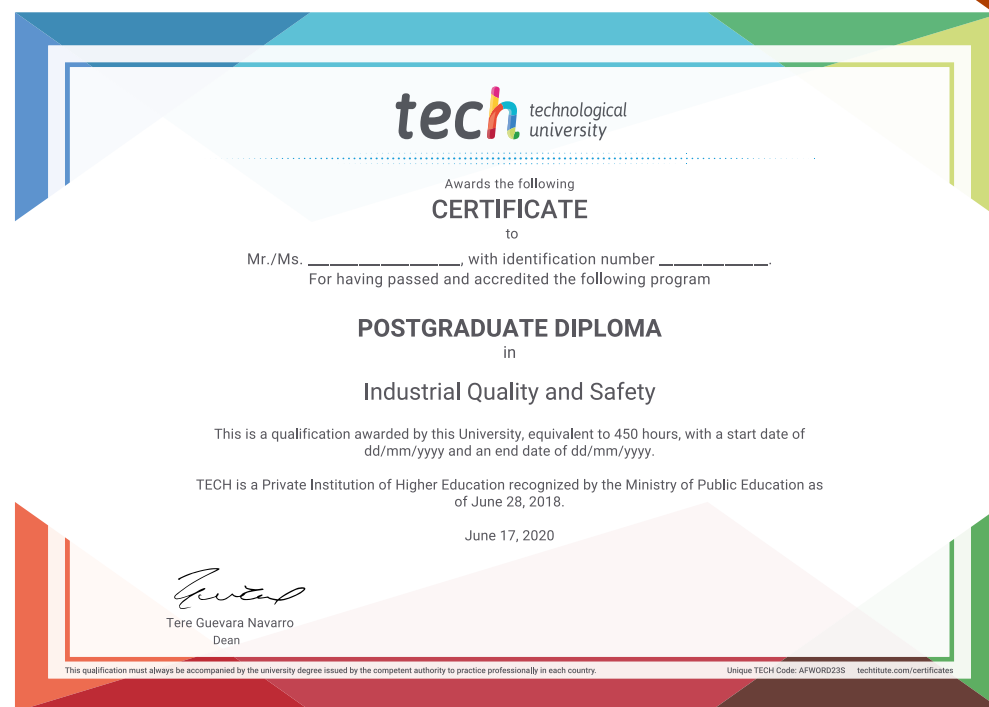 tech technological
university
Awards the following
CERTIFICATE
to
Mr./Ms. __________________, with identification number _____________.
For having passed and accredited the following program
POSTGRADUATE DIPLOMA
in
Industrial Quality and Safety
This is a qualification awarded by this University, equivalent to 450 hours, with a start date of
dd/mm/yyyy and an end date of dd/mm/yyyy.
TECH is a Private Institution of Higher Education recognized by the Ministry of Public Education as
of June 28, 2018.
June 17, 2020
Tere Guevara Navarro
Dean
This qualification must always be accompanied by the university degree issued by the competent authority to practice professionally in each country. Unique TECH Code: AFWORD23S techtitute.com/certificates